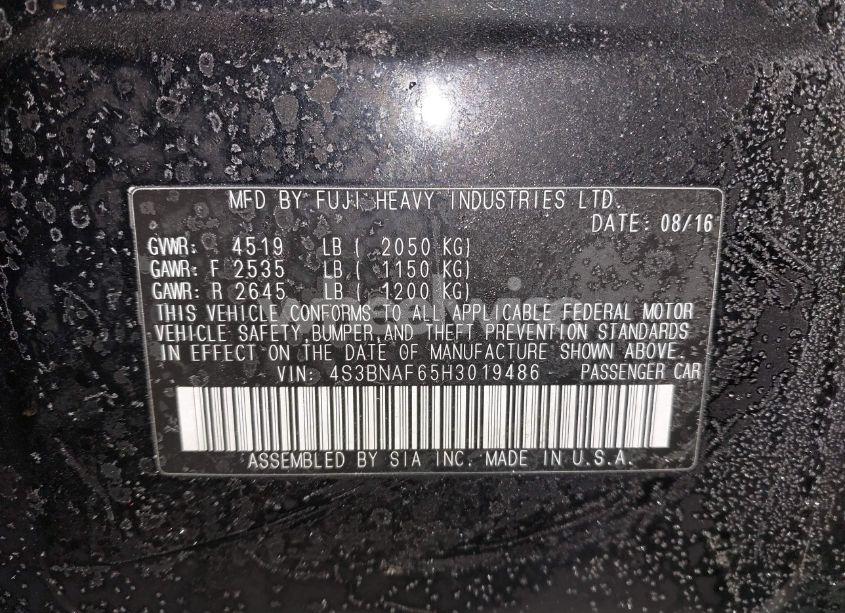 MFD BY FUJI HEAVY INDUSTRIES LTD.
DATE: 08/16
GVWR: 4519 LB ( 2050 KG)
GAWR: F 2535 LB ( 1150 KG)
GAWR: R 2645 LB ( 1200 KG)
THIS VEHICLE CONFORMS TO ALL APPLICABLE FEDERAL MOTOR
VEHICLE SAFETY,BUMPER,AND THEFT PREVENTION STANDARDS
IN EFFECT ON THE DATE OF MANUFACTURE SHOWN ABOVE.
VIN: 4S3BNAF65H3019486 PASSENGER CAR
ASSEMBLED BY SIA INC. MADE IN U.S.A.